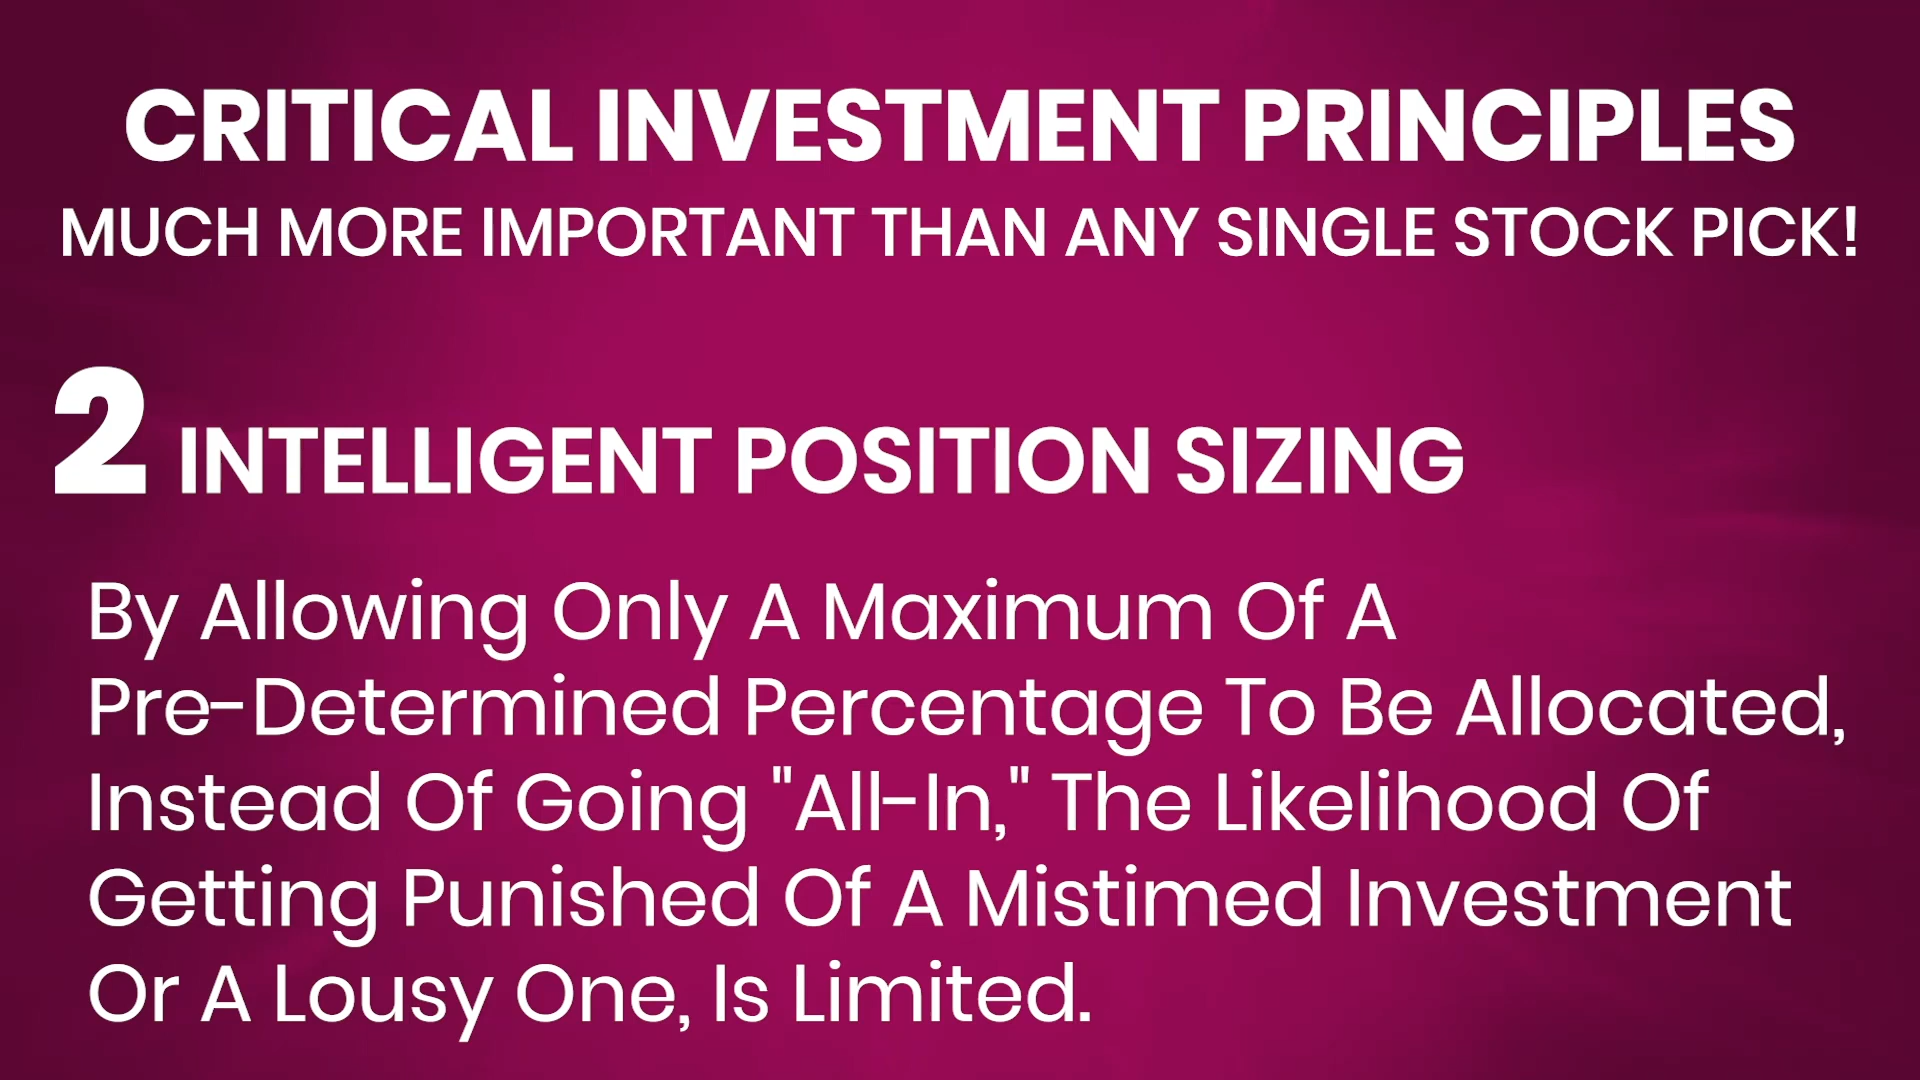 CRITICAL INVESTMENT PRINCIPLES
MUCH MORE IMPORTANT THAN ANY SINGLE STOCK PICK!
2 INTELLIGENT POSITION SIZING
By Allowing Only A Maximum Of A
Pre-Determined Percentage To Be Allocated,
Instead Of Going "All-In," The Likelihood Of
Getting Punished Of A Mistimed Investment
Or A Lousy One, Is Limited.